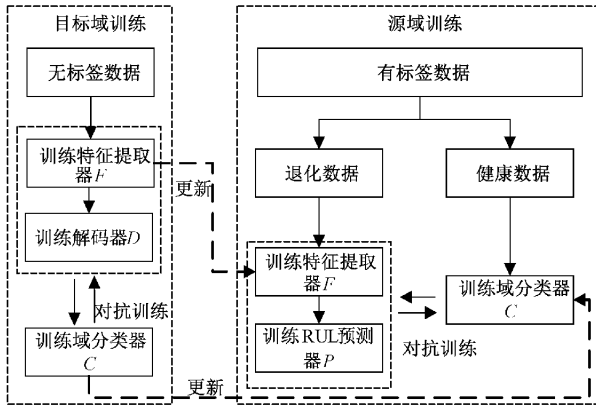 目标域训练
无标签数据
训练特征提取
器F
训练解码器D
对抗训练
训练域分类器
C
更新
更新
源域训练
有标签数据
退化数据
健康数据
训练特征提取
器F
训练RUL预测
器P
对抗训练
训练域分类器
C